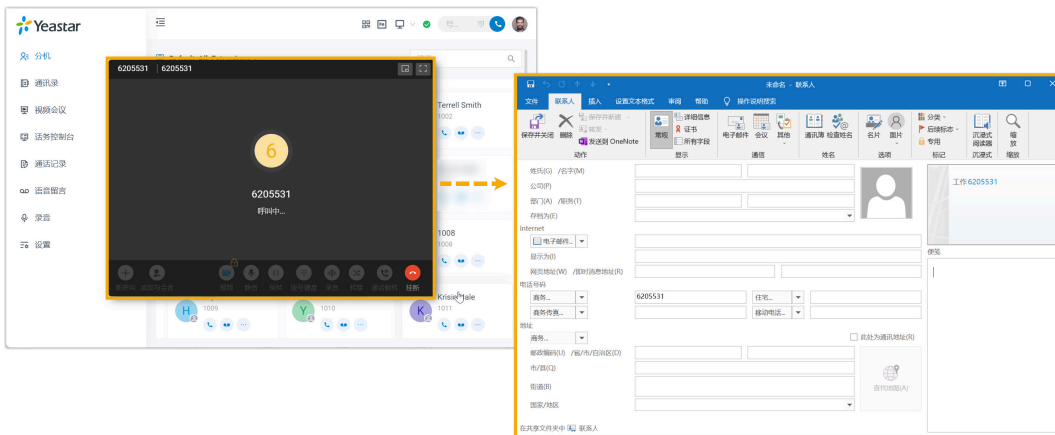 Yeastar
分机
通讯录
视频会议
话务控制台
通话记录
语音留言
录音
设置
6205531 6205531
6
6205531
呼叫中...
挂断
Terrell Smith
1002
1008
1008
H 1009
Y 1010
Krisie Hale
K 1011
未命名 - 联系人
文件 联系人 插入 设置文本格式 审阅 帮助 操作说明搜索
保存并关闭 删除 保存并新建
转发
发送到 OneNote
动作
常规 详细信息
证书
所有字段
显示
电子邮件 会议 其他
通信
通讯簿 检查姓名
姓名
名片 图片
选项
分类
后续标志
专用
标记
沉浸式阅读器
沉浸式
缩放
缩放
姓氏(G) /名字(M)
公司(P)
部门(A) /职务(T)
存档为(E)
Internet
电子邮件...
显示为(I)
网页地址(W) /即时消息地址(R)
电话号码
商务... 6205531 住宅...
商务传真... 移动电话...
地址
商务... 此处为通讯地址(R)
邮政编码(U) /省/市/自治区(D)
市/县(Q)
街道(B)
国家/地区
查找地图(A)
在共享文件夹中 联系人
工作6205531
便笺